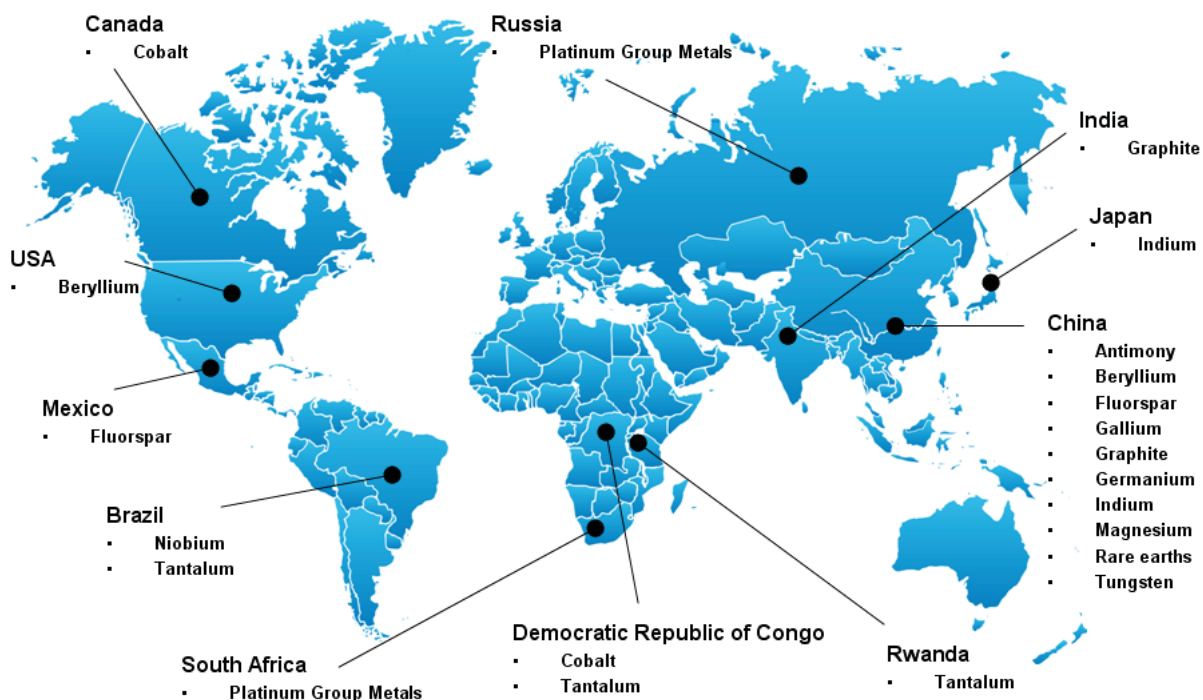 Canada
▪ Cobalt
Russia
▪ Platinum Group Metals
India
▪ Graphite
Japan
▪ Indium
USA
▪ Beryllium
China
▪ Antimony
▪ Beryllium
▪ Fluorspar
▪ Gallium
▪ Graphite
▪ Germanium
▪ Indium
▪ Magnesium
▪ Rare earths
▪ Tungsten
Mexico
▪ Fluorspar
Brazil
▪ Niobium
▪ Tantalum
South Africa
▪ Platinum Group Metals
Democratic Republic of Congo
▪ Cobalt
▪ Tantalum
Rwanda
▪ Tantalum